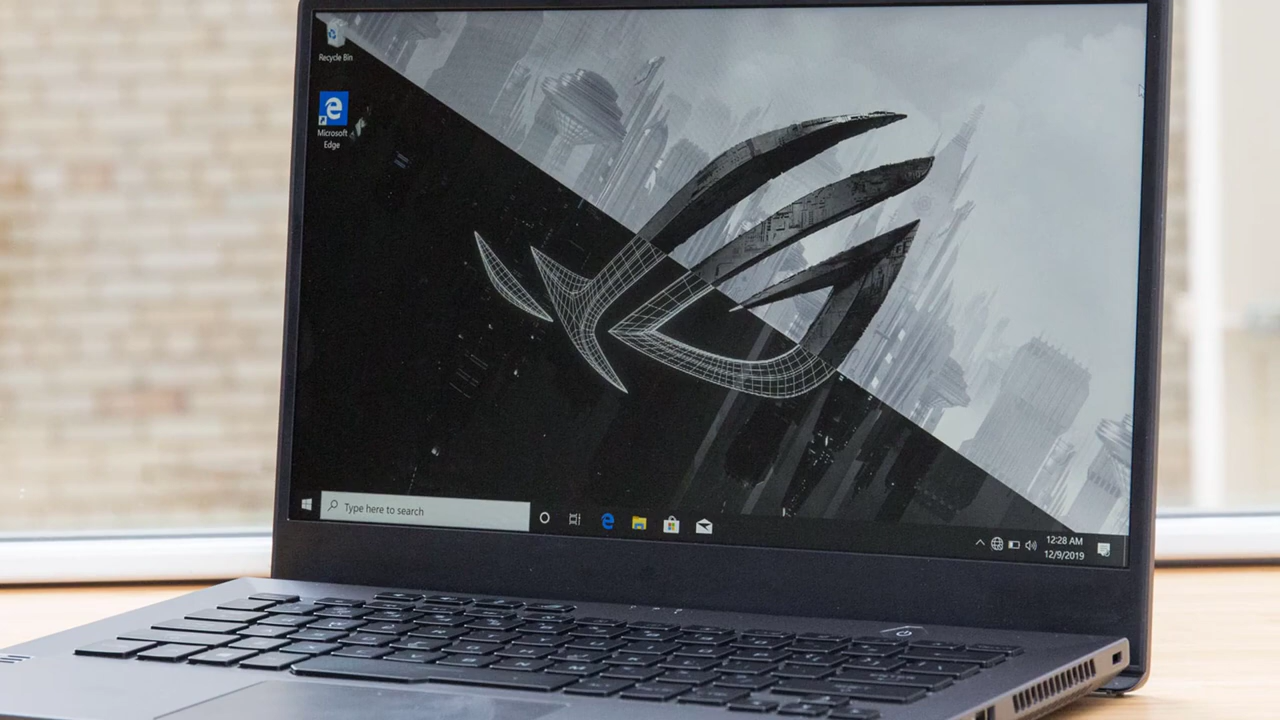 Recycle Bin
Microsoft
Edge
Type here to search
12:28 AM
12/9/2019